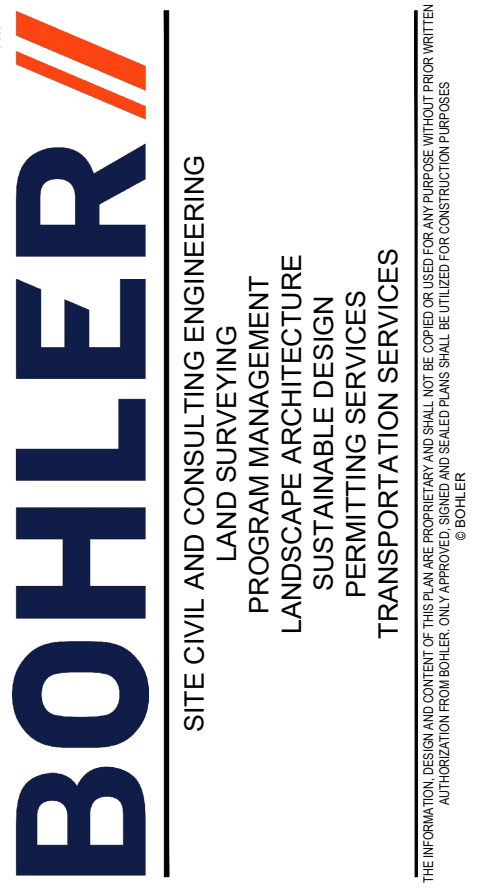 BOHLER//
SITE CIVIL AND CONSULTING ENGINEERING
LAND SURVEYING
PROGRAM MANAGEMENT
LANDSCAPE ARCHITECTURE
SUSTAINABLE DESIGN
PERMITTING SERVICES
TRANSPORTATION SERVICES
THE INFORMATION, DESIGN AND CONTENT OF THIS PLAN ARE PROPRIETARY AND SHALL NOT BE COPIED OR USED FOR ANY PURPOSE WITHOUT PRIOR WRITTEN
AUTHORIZATION FROM BOHLER. ONLY APPROVED, SIGNED AND SEALED PLANS SHALL BE UTILIZED FOR CONSTRUCTION PURPOSES
© BOHLER